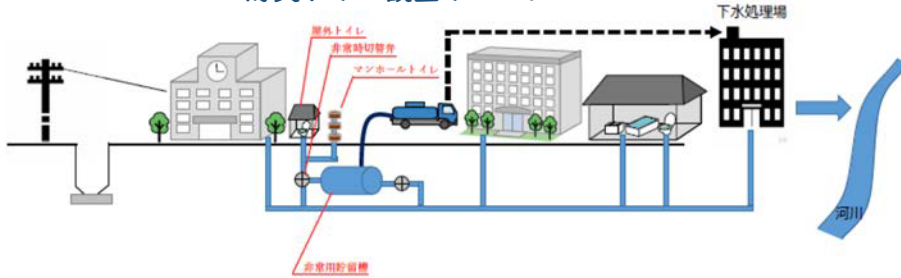 下水処理場
屋外トイレ
非常時切替弁
マンホールトイレ
河川
非常用貯留槽